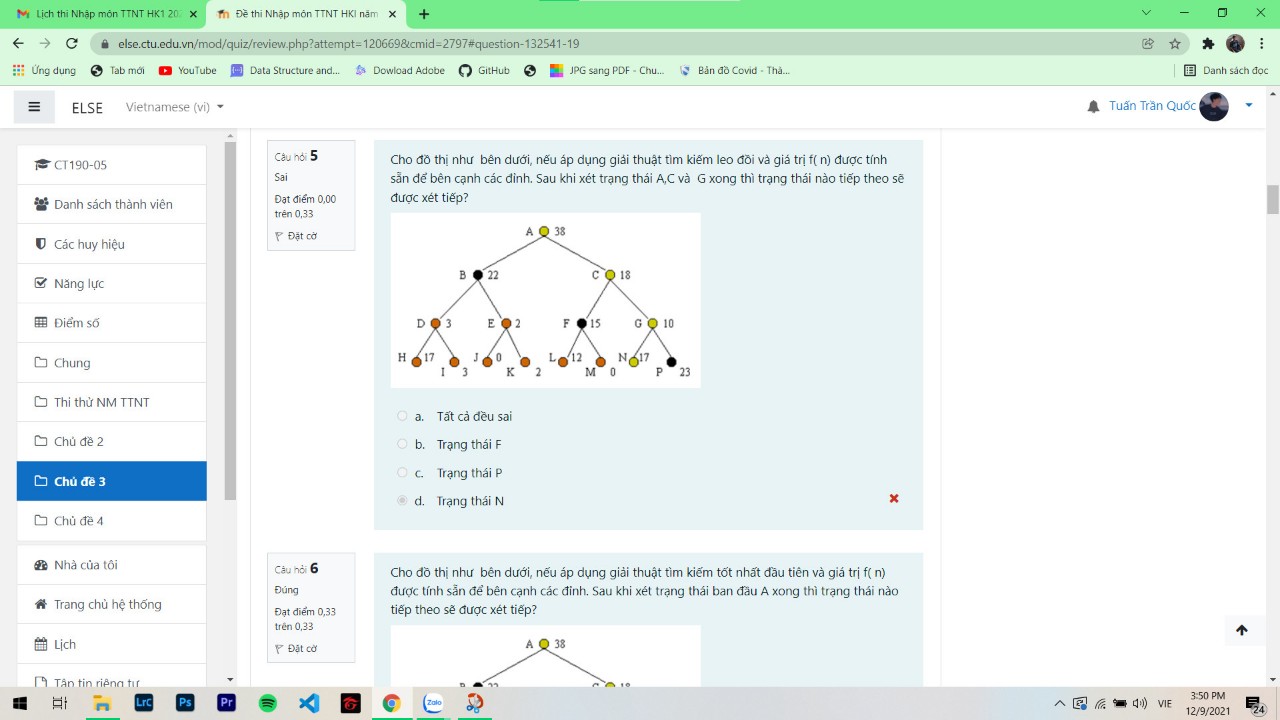 Lịch thi Nhập môn TTNT HK1 202
Đề thi Nhập môn TTNT HKI năm
else.ctu.edu.vn/mod/quiz/review.php?attempt=120669&cmid=2797#question-132541-19
Ứng dung
Tab mới
YouTube
Data Structure and...
Dowload Adobe
GitHub
JPG sang PDF - Chu...
Bản đồ Covid - Thà...
Danh sách đọc
ELSE
Vietnamese (vi)
Tuấn Trần Quốc
CT190-05
Danh sách thành viên
Các huy hiệu
Năng lực
Điểm số
Chung
Thi thử NM TTNT
Chủ đề 2
Chủ đề 3
Chủ đề 4
Nhà của tôi
Trang chủ hệ thống
Lịch
Tập tin riêng tư
Câu hỏi 5
Sai
Đạt điểm 0,00
trên 0,33
Đặt cờ
Cho đồ thị như bên dưới, nếu áp dụng giải thuật tìm kiếm leo đồi và giá trị f( n) được tính
sẵn để bên cạnh các đỉnh. Sau khi xét trạng thái A,C và G xong thì trạng thái nào tiếp theo sẽ
được xét tiếp?
A 38
B 22
C 18
D 3
E 2
F 15
G 10
H 17
I 3
J 0
K 2
L 12
M 0
N 17
P 23
a. Tất cả đều sai
b. Trạng thái F
c. Trạng thái P
d. Trạng thái N
Câu hỏi 6
Đúng
Đạt điểm 0,33
trên 0,33
Đặt cờ
Cho đồ thị như bên dưới, nếu áp dụng giải thuật tìm kiếm tốt nhất đầu tiên và giá trị f( n)
được tính sẵn để bên cạnh các đỉnh. Sau khi xét trạng thái ban đầu A xong thì trạng thái nào
tiếp theo sẽ được xét tiếp?
A 38
LrC
Ps
Pr
Zalo
VIE
3:50 PM
12/9/2021
24